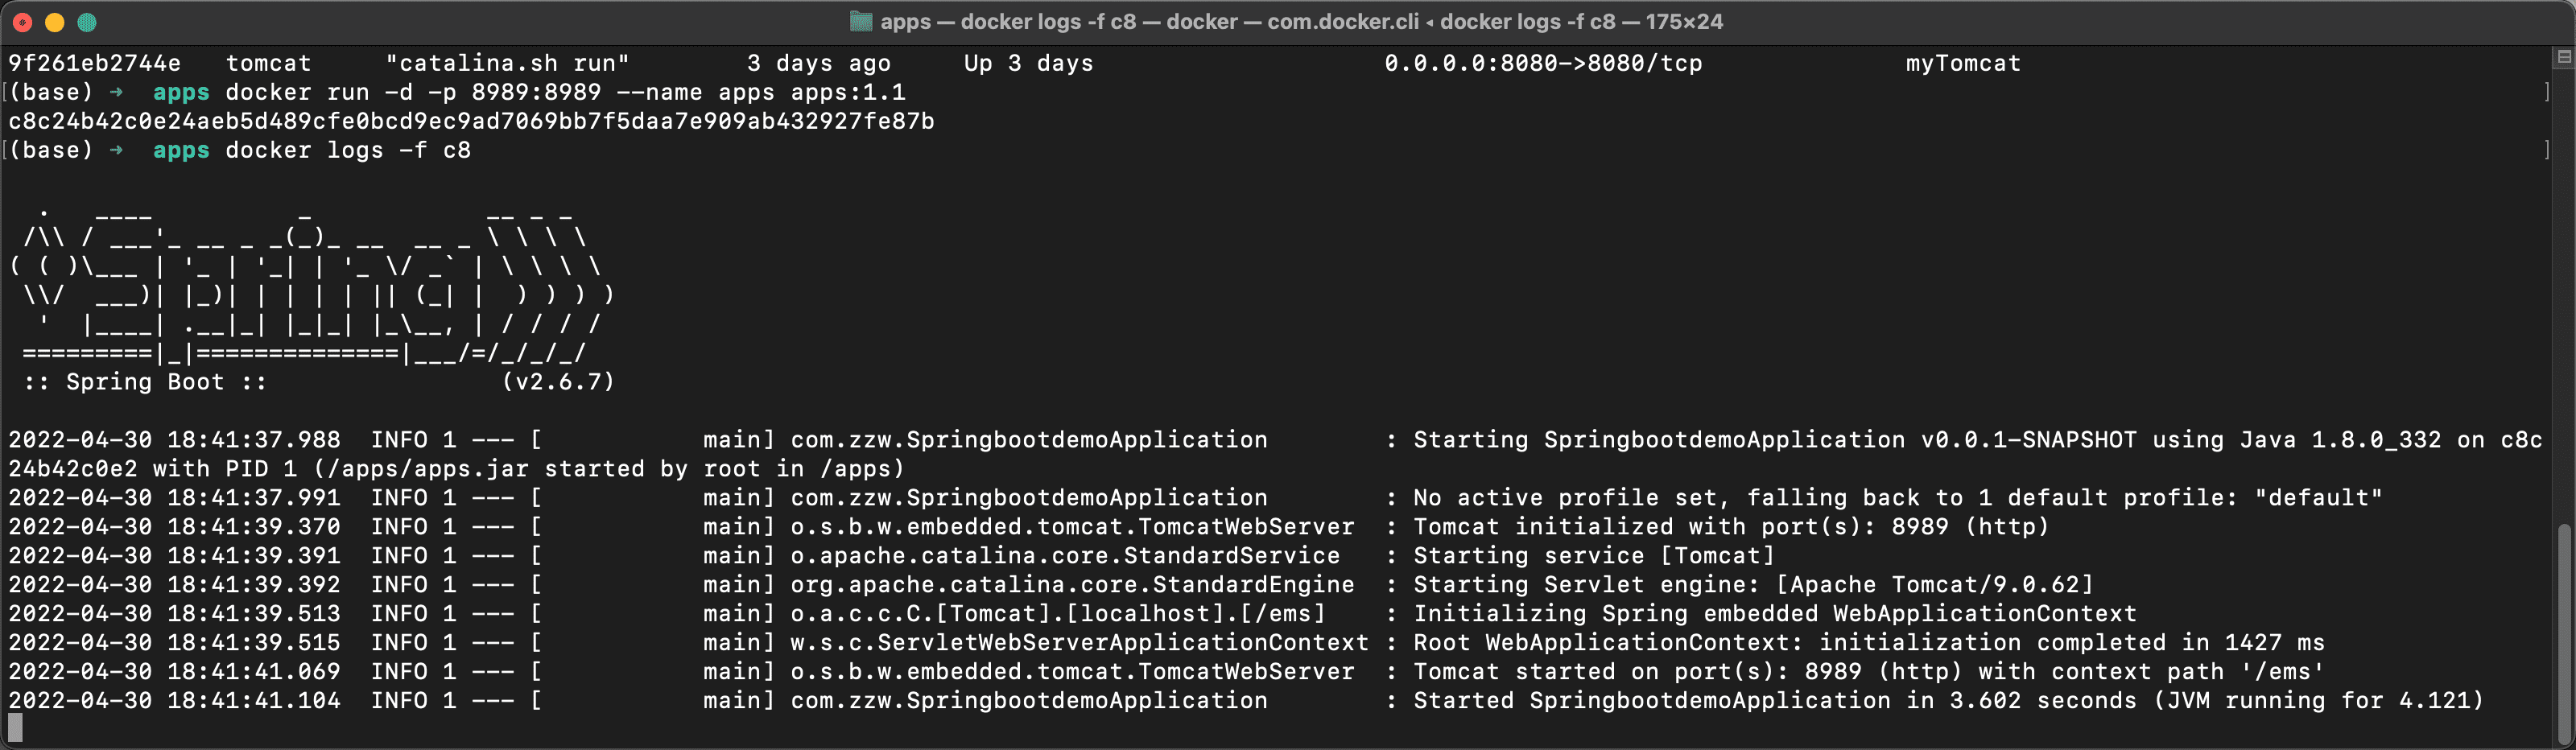 apps — docker logs -f c8 — docker — com.docker.cli ◂ docker logs -f c8 — 175×24
9f261eb2744e   tomcat     "catalina.sh run"        3 days ago     Up 3 days                    0.0.0.0:8080->8080/tcp              myTomcat
[(base) ➜  apps docker run -d -p 8989:8989 --name apps apps:1.1 ]
c8c24b42c0e24aeb5d489cfe0bcd9ec9ad7069bb7f5daa7e909ab432927fe87b
[(base) ➜  apps docker logs -f c8 ]
  .   ____          _            __ _ _
 /\\ / ___'_ __ _ _(_)_ __  __ _ \ \ \ \
( ( )\___ | '_ | '_| | '_ \/ _` | \ \ \ \
 \\/  ___)| |_)| | | | | || (_| |  ) ) ) )
  '  |____| .__|_| |_|_| |_\__, | / / / /
 =========|_|==============|___/=/_/_/_/
 :: Spring Boot ::                (v2.6.7)
2022-04-30 18:41:37.988  INFO 1 --- [           main] com.zzw.SpringbootdemoApplication        : Starting SpringbootdemoApplication v0.0.1-SNAPSHOT using Java 1.8.0_332 on c8c
24b42c0e2 with PID 1 (/apps/apps.jar started by root in /apps)
2022-04-30 18:41:37.991  INFO 1 --- [           main] com.zzw.SpringbootdemoApplication        : No active profile set, falling back to 1 default profile: "default"
2022-04-30 18:41:39.370  INFO 1 --- [           main] o.s.b.w.embedded.tomcat.TomcatWebServer  : Tomcat initialized with port(s): 8989 (http)
2022-04-30 18:41:39.391  INFO 1 --- [           main] o.apache.catalina.core.StandardService   : Starting service [Tomcat]
2022-04-30 18:41:39.392  INFO 1 --- [           main] org.apache.catalina.core.StandardEngine  : Starting Servlet engine: [Apache Tomcat/9.0.62]
2022-04-30 18:41:39.513  INFO 1 --- [           main] o.a.c.c.C.[Tomcat].[localhost].[/ems]    : Initializing Spring embedded WebApplicationContext
2022-04-30 18:41:39.515  INFO 1 --- [           main] w.s.c.ServletWebServerApplicationContext : Root WebApplicationContext: initialization completed in 1427 ms
2022-04-30 18:41:41.069  INFO 1 --- [           main] o.s.b.w.embedded.tomcat.TomcatWebServer  : Tomcat started on port(s): 8989 (http) with context path '/ems'
2022-04-30 18:41:41.104  INFO 1 --- [           main] com.zzw.SpringbootdemoApplication        : Started SpringbootdemoApplication in 3.602 seconds (JVM running for 4.121)